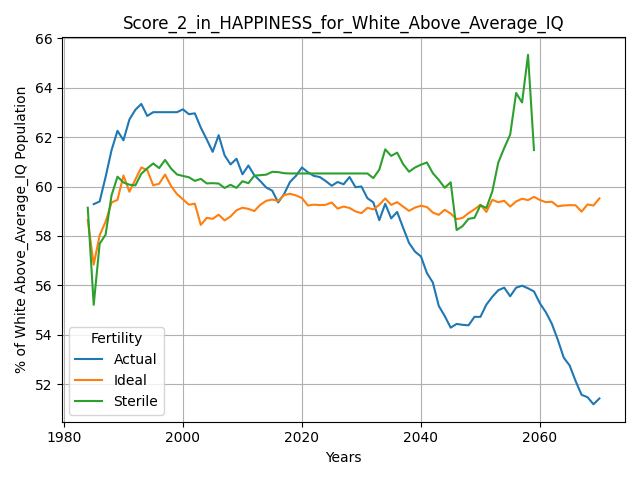 Score_2_in_HAPPINESS_for_White_Above_Average_IQ
% of White Above_Average_IQ Population
66
64
62
60
58
56
54
52
Fertility
Actual
Ideal
Sterile
1980
2000
2020
2040
2060
Years